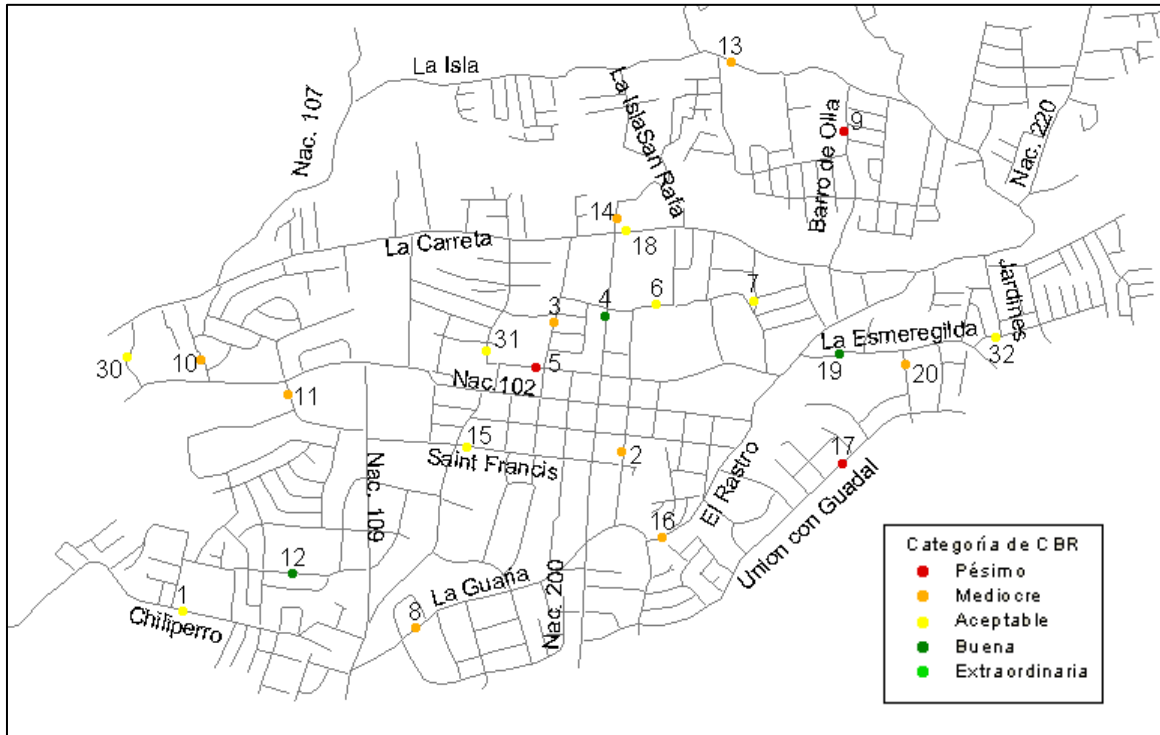 13
La Isla
La Isla San Rafa
Nac. 107
9
Barro de Olla
Nac. 220
14
18
La Carreta
6
7
Jardines
3
4
La Esmeregilda
31
5
30
10
Nac. 102
19
20
32
11
15
Saint Francis
2
17
Nac. 109
El Rastro
16
Union con Guadal
12
La Guaria
Nac. 200
1
Chiliperro
8
Categoría de CBR
Pésimo
Mediocre
Aceptable
Buena
Extraordinaria